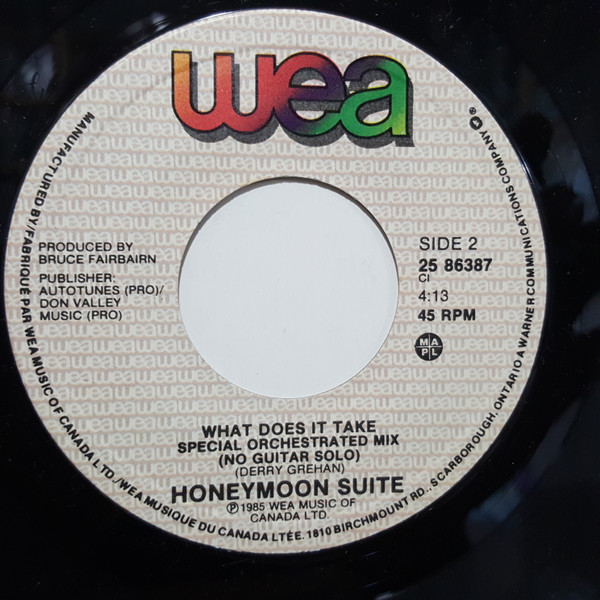 wea
PRODUCED BY
BRUCE FAIRBAIRN
PUBLISHER:
AUTOTUNES (PRO)/
DON VALLEY
MUSIC (PRO)
SIDE 2
25 86387
CI
4:13
45 RPM
M A
P L
WHAT DOES IT TAKE
SPECIAL ORCHESTRATED MIX
(NO GUITAR SOLO)
(DERRY GREHAN)
HONEYMOON SUITE
Ⓟ 1985 WEA MUSIC OF
CANADA LTD.
MANUFACTURED BY/FABRIQUE PAR WEA MUSIC OF CANADA LTD./WEA MUSIQUE DU CANADA LTÉE. 1810 BIRCHMOUNT RD., SCARBOROUGH, ONTARIO A WARNER COMMUNICATIONS COMPANY